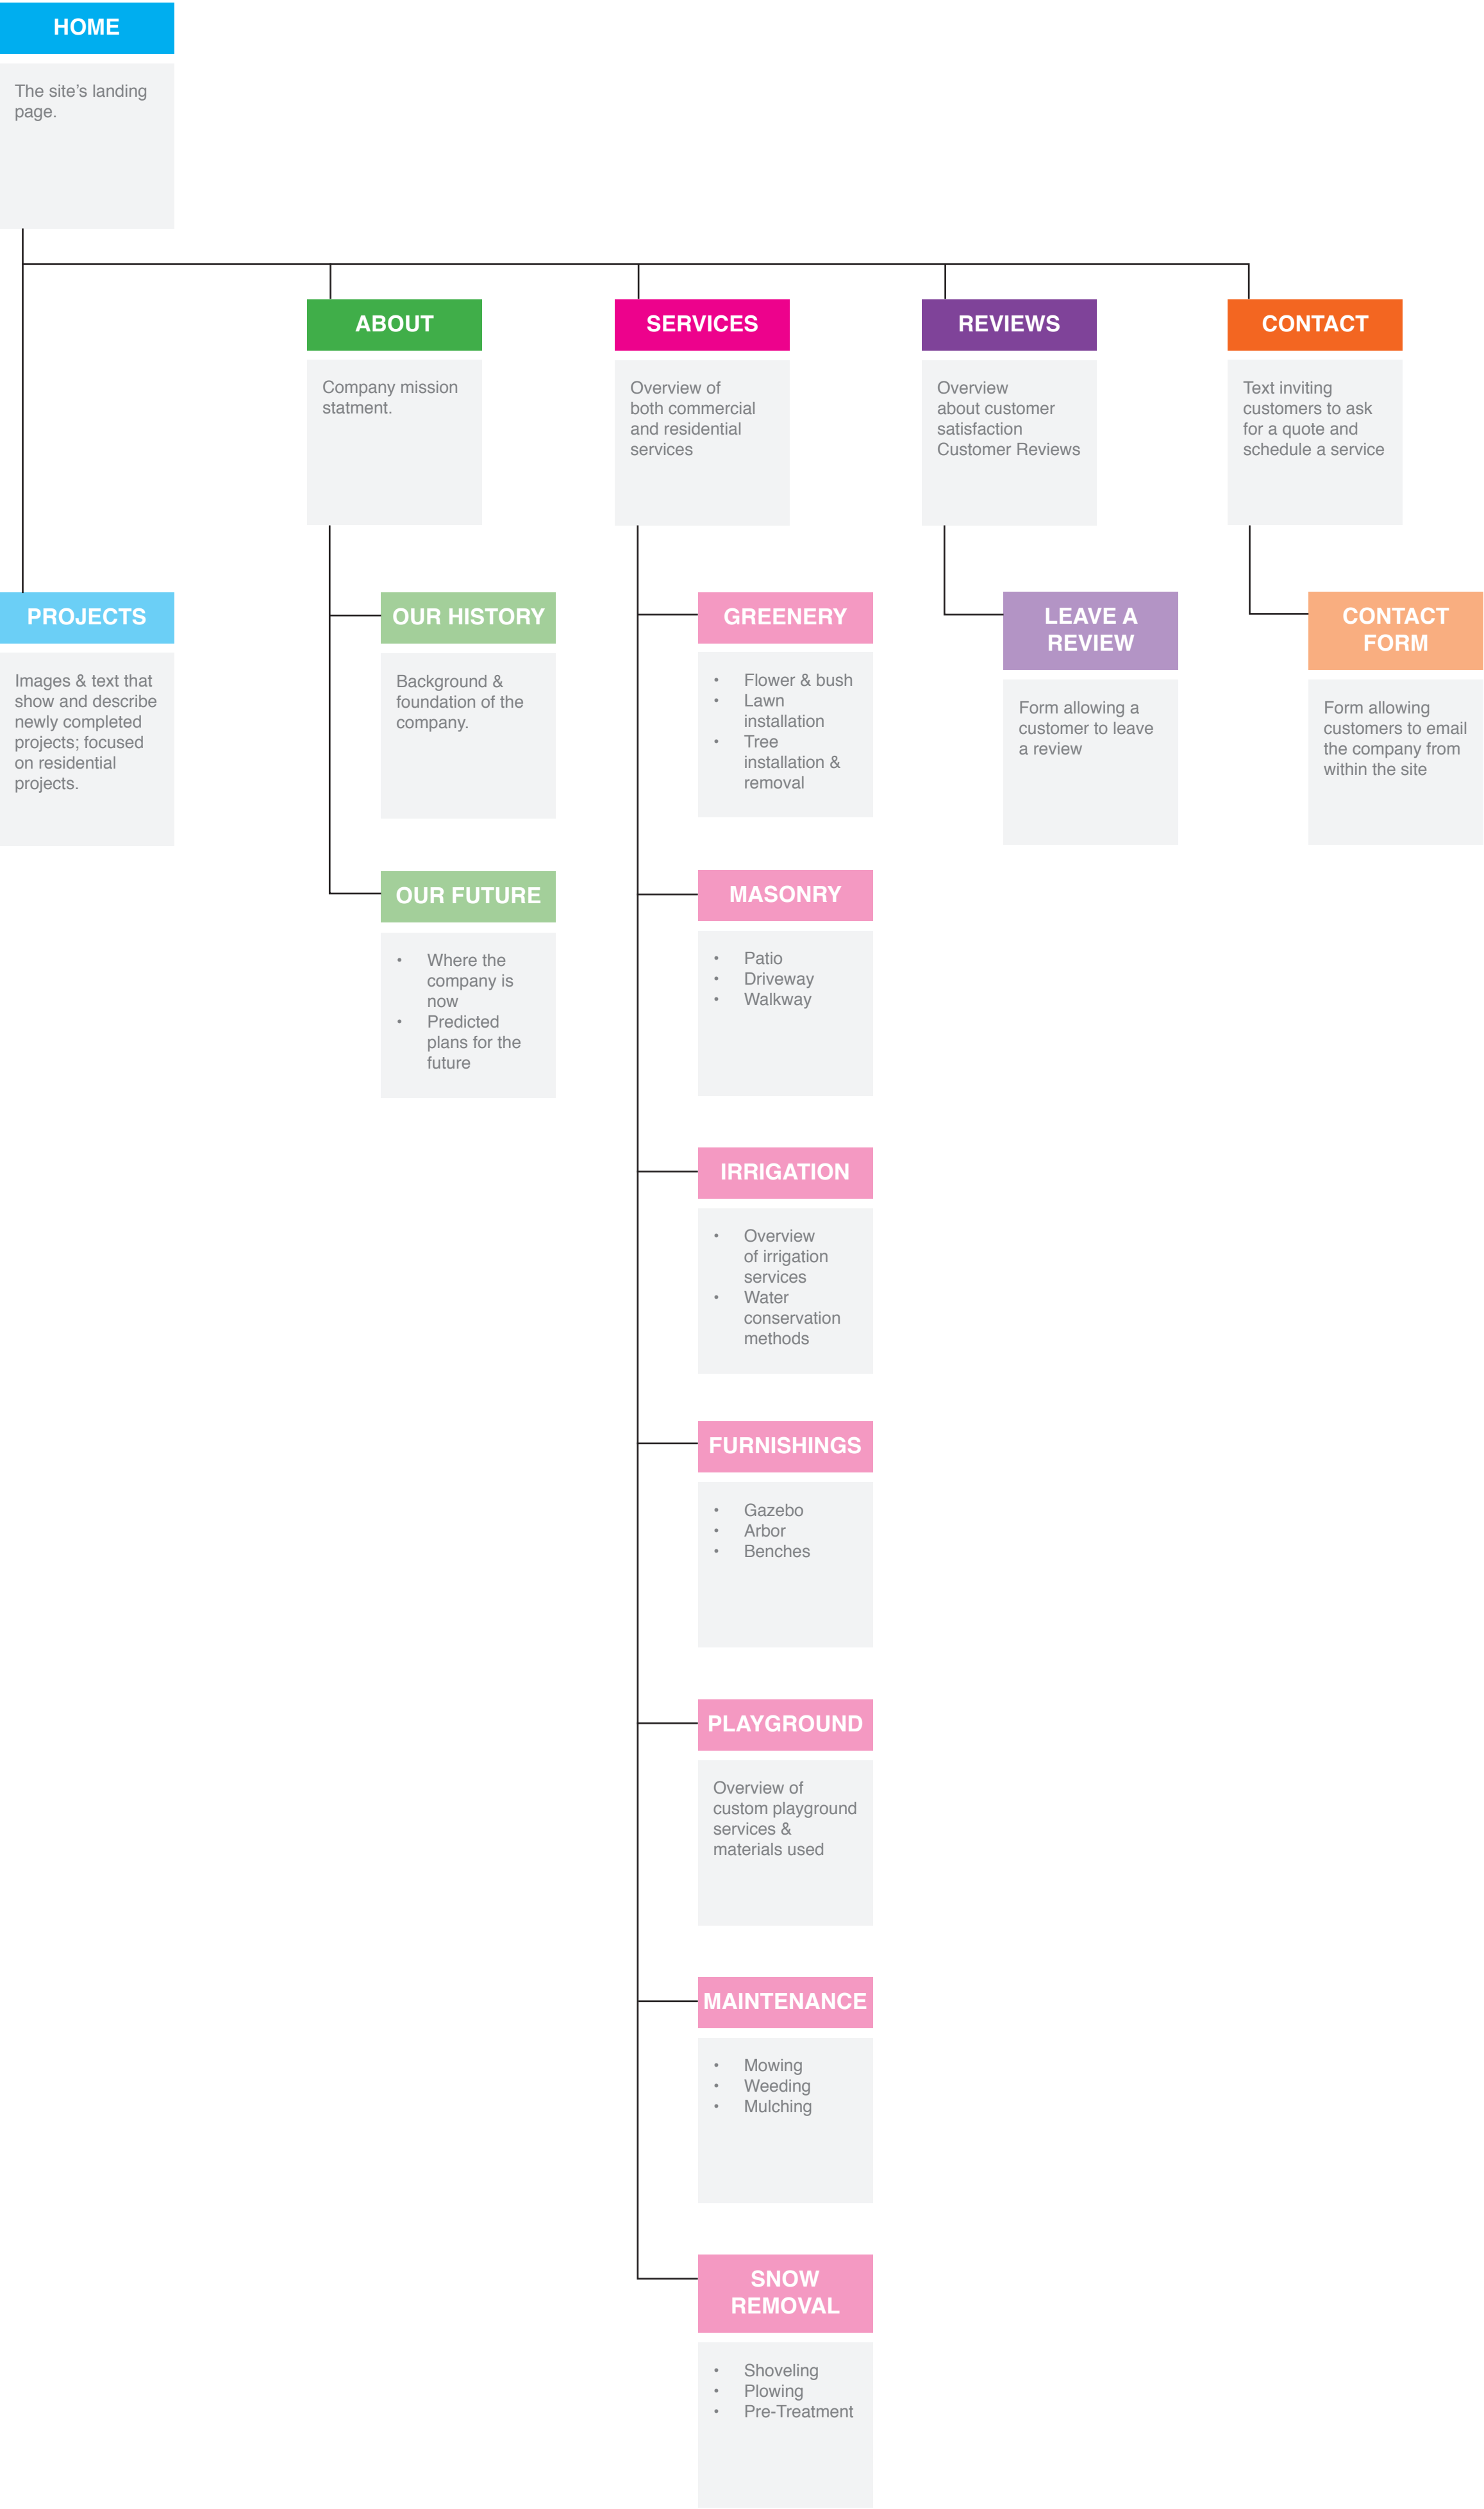 HOME
The site’s landing
page.
ABOUT
Company mission
statment.
SERVICES
Overview of
both commercial
and residential
services
REVIEWS
Overview
about customer
satisfaction
Customer Reviews
CONTACT
Text inviting
customers to ask
for a quote and
schedule a service
PROJECTS
Images & text that
show and describe
newly completed
projects; focused
on residential
projects.
OUR HISTORY
Background &
foundation of the
company.
OUR FUTURE
• Where the
company is
now
• Predicted
plans for the
future
GREENERY
• Flower & bush
• Lawn
installation
• Tree
installation &
removal
MASONRY
• Patio
• Driveway
• Walkway
IRRIGATION
• Overview
of irrigation
services
• Water
conservation
methods
FURNISHINGS
• Gazebo
• Arbor
• Benches
PLAYGROUND
Overview of
custom playground
services &
materials used
MAINTENANCE
• Mowing
• Weeding
• Mulching
SNOW
REMOVAL
• Shoveling
• Plowing
• Pre-Treatment
LEAVE A
REVIEW
Form allowing a
customer to leave
a review
CONTACT
FORM
Form allowing
customers to email
the company from
within the site